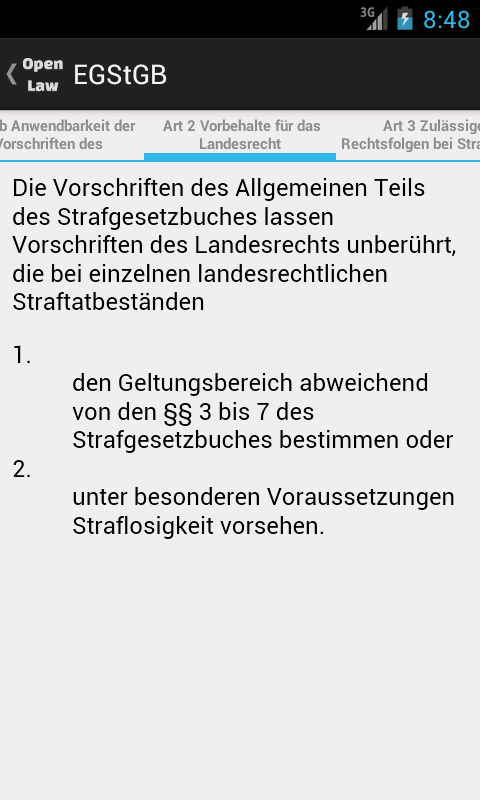 3G
8:48
Open
Law
EGStGB
b Anwendbarkeit der
Vorschriften des
Art 2 Vorbehalte für das
Landesrecht
Art 3 Zulässige
Rechtsfolgen bei Stra
Die Vorschriften des Allgemeinen Teils
des Strafgesetzbuches lassen
Vorschriften des Landesrechts unberührt,
die bei einzelnen landesrechtlichen
Straftatbeständen
1.
den Geltungsbereich abweichend
von den §§ 3 bis 7 des
Strafgesetzbuches bestimmen oder
2.
unter besonderen Voraussetzungen
Straflosigkeit vorsehen.